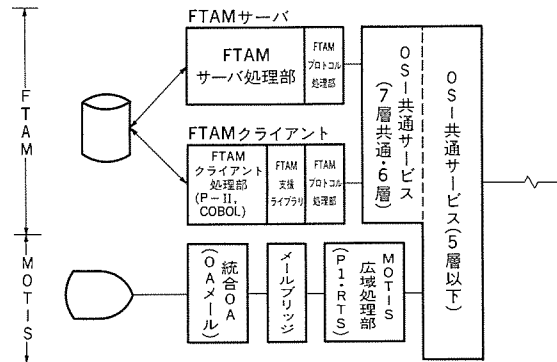 FTAM
MOTIS
FTAMサーバ
FTAM
サーバ処理部
FTAM
プロトコル
処理部
FTAMクライアント
FTAM
クライアント
処理部
(P-II,
COBOL)
FTAM
支援
ライブラリ
FTAM
プロトコル
処理部
OSI共通サービス
(7層共通・6層)
OSI共通サービス(5層以下)
統合OA
(OAメール)
メールブリッジ
MOTIS
広域処理部
(P1・RTS)